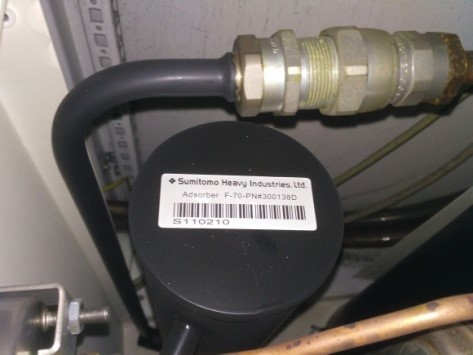 Sumitomo Heavy Industries, Ltd.
Adsorber F-70-PN#300138D
S110210